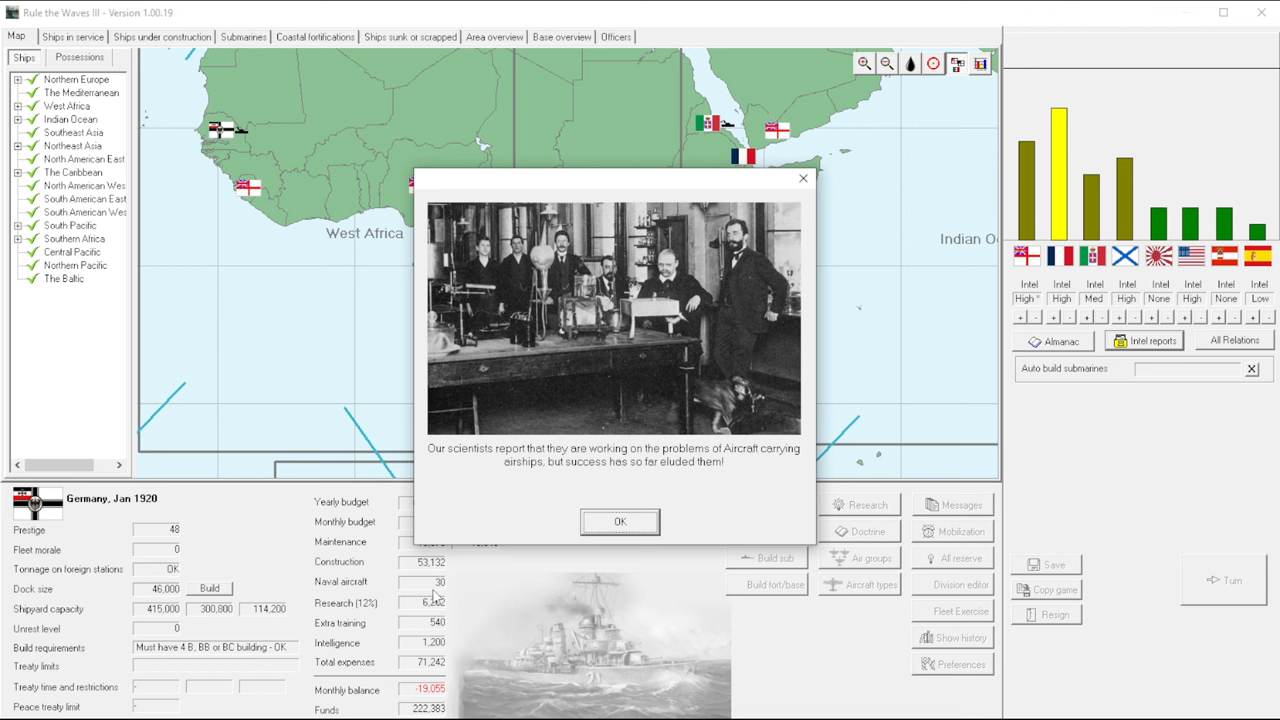 Rule the Waves III - Version 1.00.19
Map
Ships in service
Ships under construction
Submarines
Coastal fortifications
Ships sunk or scrapped
Area overview
Base overview
Officers
Ships
Possessions
Northern Europe
The Mediterranean
West Africa
Indian Ocean
Southeast Asia
Northeast Asia
North American East
The Caribbean
North American Wes
South American East
South American Wes
South Pacific
Southern Africa
Central Pacific
Northern Pacific
The Baltic
West Africa
Indian O
Our scientists report that they are working on the problems of Aircraft carrying
airships, but success has so far eluded them!
OK
Intel Intel Intel Intel Intel Intel Intel Intel
High * High Med High None High None Low
+ - + - + - + - + - + - + - + -
Almanac
Intel reports
All Relations
Auto build submarines
X
Germany, Jan 1920
Prestige 48
Fleet morale 0
Tonnage on foreign stations OK
Dock size 46,000 Build
Shipyard capacity 415,000 300,800 114,200
Unrest level 0
Build requirements Must have 4 B, BB or BC building - OK
Treaty limits
Treaty time and restrictions - 
Peace treaty limit -
Yearly budget
Monthly budget
Maintenance
Construction 53,132
Naval aircraft 30
Research (12%)
Extra training 540
Intelligence 1,200
Total expenses 71,242
Monthly balance -19,055
Funds 222,383
Build sub
Build fort/base
Research
Doctrine
Air groups
Aircraft types
Messages
Mobilization
All reserve
Division editor
Fleet Exercise
Show history
Preferences
Save
Copy game
Resign
Turn